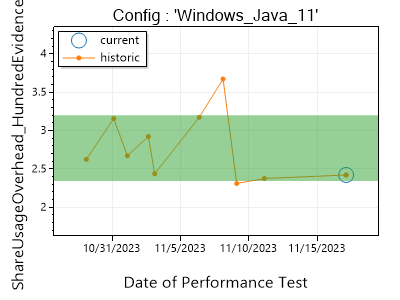 Config : 'Windows_Java_11'
current
historic
ShareUsageOverhead_HundredEvidence
4
3.5
3
2.5
2
10/31/2023
11/5/2023
11/10/2023
11/15/2023
Date of Performance Test